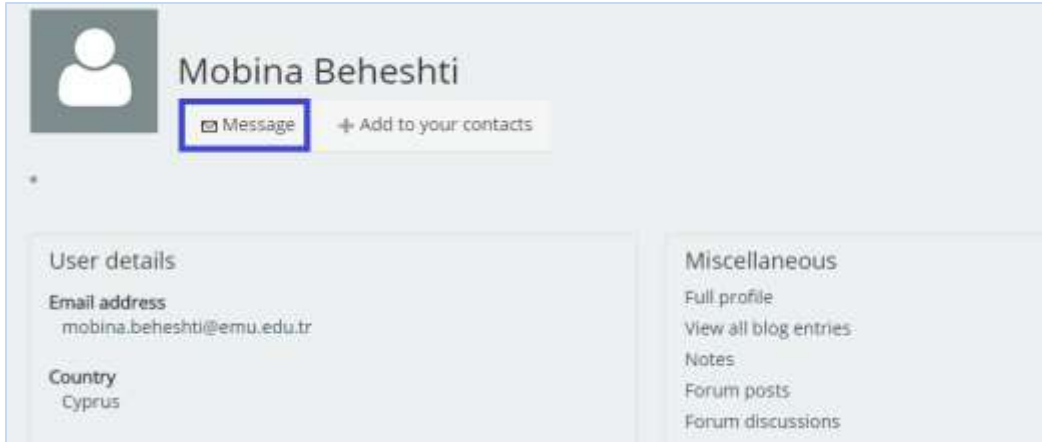 Mobina Beheshti
Message
+ Add to your contacts
User details
Email address
mobina.beheshti@emu.edu.tr
Country
Cyprus
Miscellaneous
Full profile
View all blog entries
Notes
Forum posts
Forum discussions